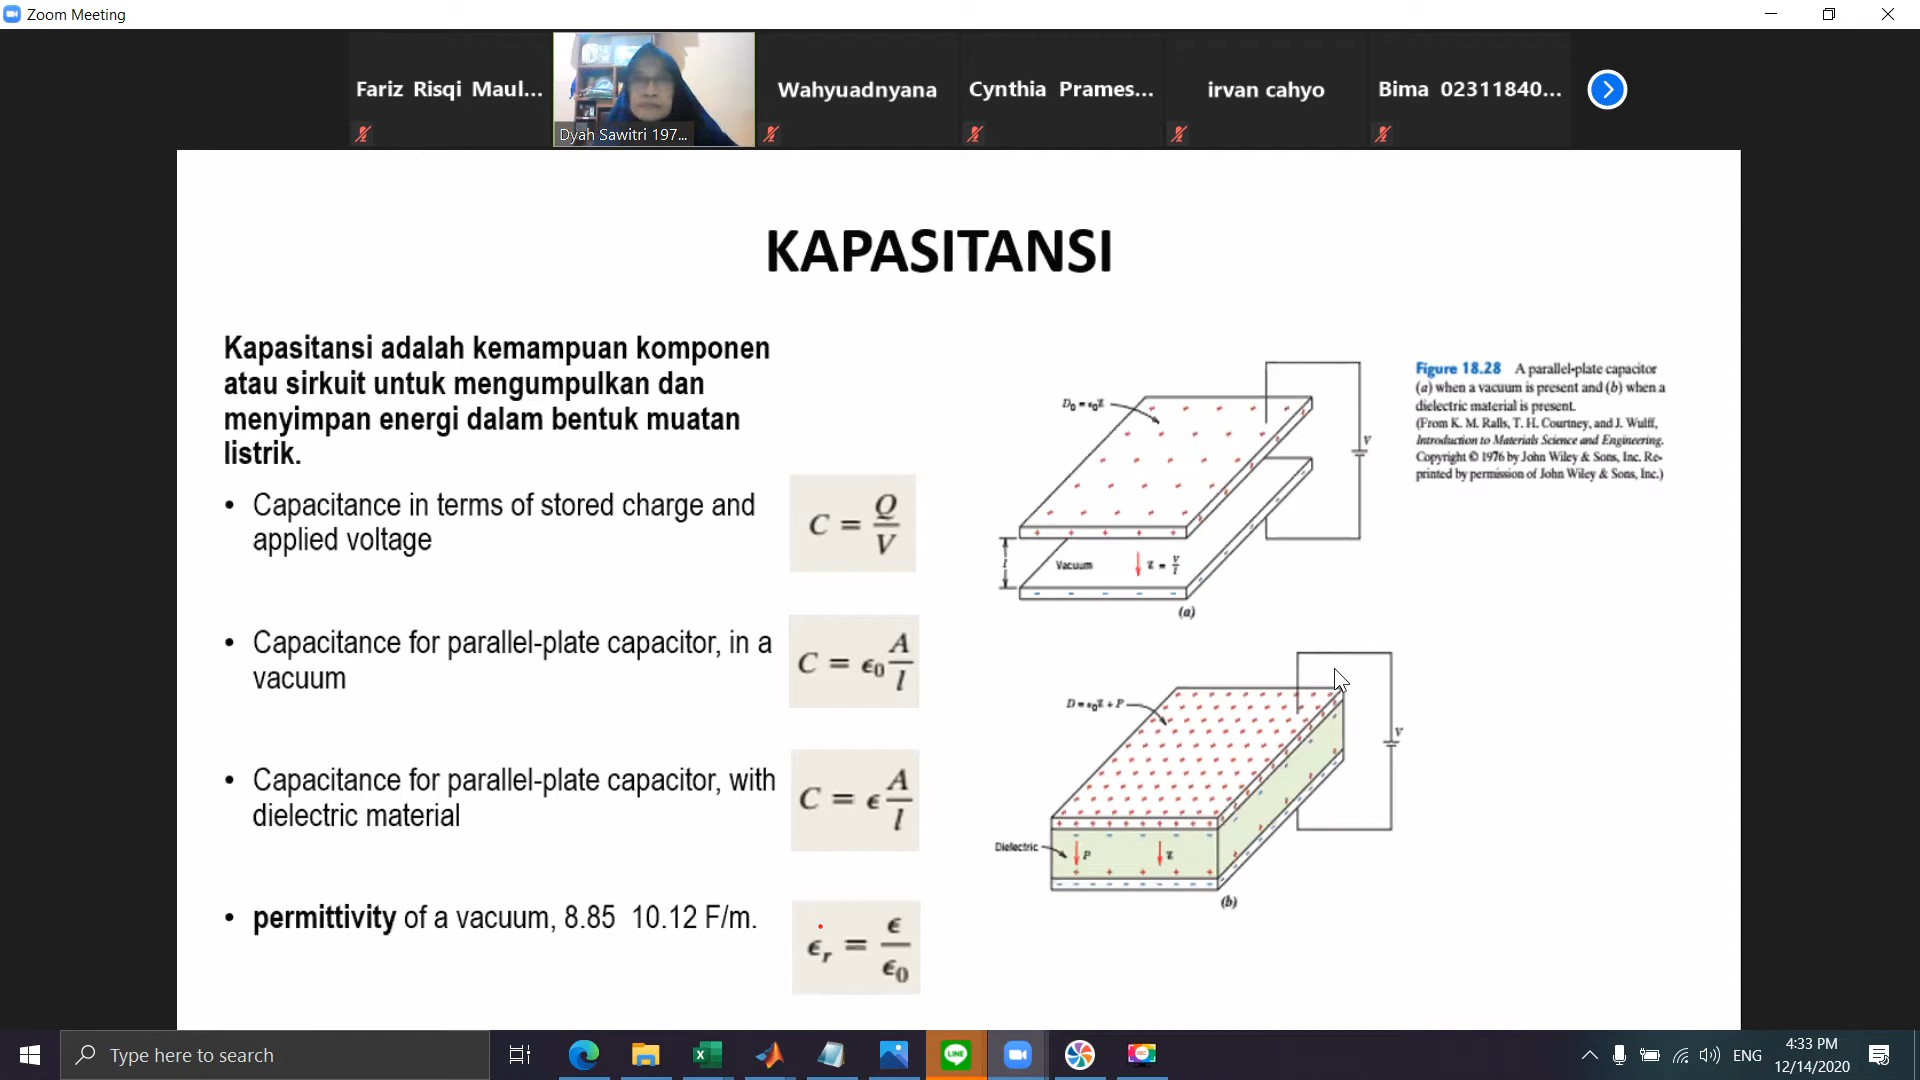 Zoom Meeting
Fariz Risqi Maul...
Wahyuadnyana
Cynthia Prames...
irvan cahyo
Bima 02311840...
Dyah Sawitri 197...
KAPASITANSI
Kapasitansi adalah kemampuan komponen
atau sirkuit untuk mengumpulkan dan
menyimpan energi dalam bentuk muatan
listrik.
• Capacitance in terms of stored charge and
applied voltage
C = Q/V
• Capacitance for parallel-plate capacitor, in a
vacuum
C = ϵ₀ A/l
• Capacitance for parallel-plate capacitor, with
dielectric material
C = ϵ A/l
• permittivity of a vacuum, 8.85 10.12 F/m.
ϵᵣ = ϵ/ϵ₀
D₀ = ϵ₀ℰ
V
l
Vacuum
ℰ = V/l
(a)
Figure 18.28 A parallel-plate capacitor
(a) when a vacuum is present and (b) when a
dielectric material is present.
(From K. M. Ralls, T. H. Courtney, and J. Wulff,
Introduction to Materials Science and Engineering.
Copyright © 1976 by John Wiley & Sons, Inc. Re-
printed by permission of John Wiley & Sons, Inc.)
D = ϵ₀ℰ + P
V
Dielectric
P
ℰ
(b)
Type here to search
LINE
REC
ENG
4:33 PM
12/14/2020